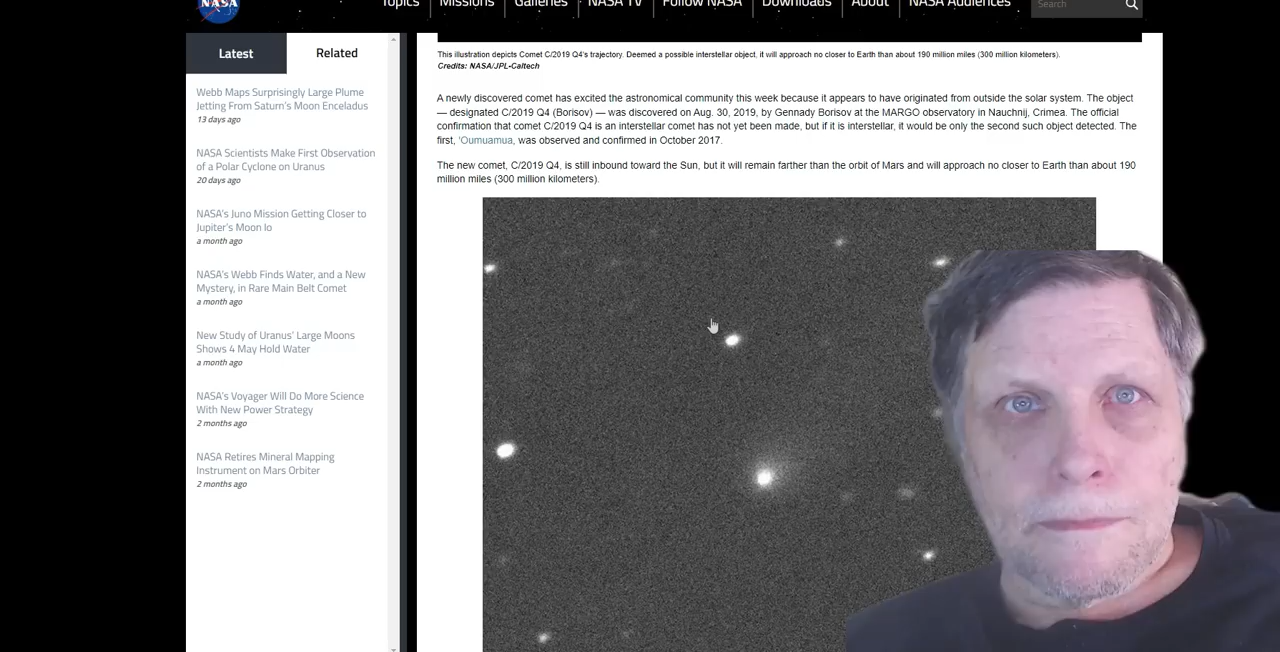 NASA
Topics
Missions
Galleries
NASA TV
Follow NASA
Downloads
About
NASA Audiences
Search
Latest
Related
Webb Maps Surprisingly Large Plume
Jetting From Saturn's Moon Enceladus
13 days ago
NASA Scientists Make First Observation
of a Polar Cyclone on Uranus
20 days ago
NASA's Juno Mission Getting Closer to
Jupiter's Moon Io
a month ago
NASA's Webb Finds Water, and a New
Mystery, in Rare Main Belt Comet
a month ago
New Study of Uranus' Large Moons
Shows 4 May Hold Water
a month ago
NASA's Voyager Will Do More Science
With New Power Strategy
2 months ago
NASA Retires Mineral Mapping
Instrument on Mars Orbiter
2 months ago
This illustration depicts Comet C/2019 Q4's trajectory. Deemed a possible interstellar object, it will approach no closer to Earth than about 190 million miles (300 million kilometers).
Credits: NASA/JPL-Caltech
A newly discovered comet has excited the astronomical community this week because it appears to have originated from outside the solar system. The object
— designated C/2019 Q4 (Borisov) — was discovered on Aug. 30, 2019, by Gennady Borisov at the MARGO observatory in Nauchnij, Crimea. The official
confirmation that comet C/2019 Q4 is an interstellar comet has not yet been made, but if it is interstellar, it would be only the second such object detected. The
first, 'Oumuamua, was observed and confirmed in October 2017.
The new comet, C/2019 Q4, is still inbound toward the Sun, but it will remain farther than the orbit of Mars and will approach no closer to Earth than about 190
million miles (300 million kilometers).